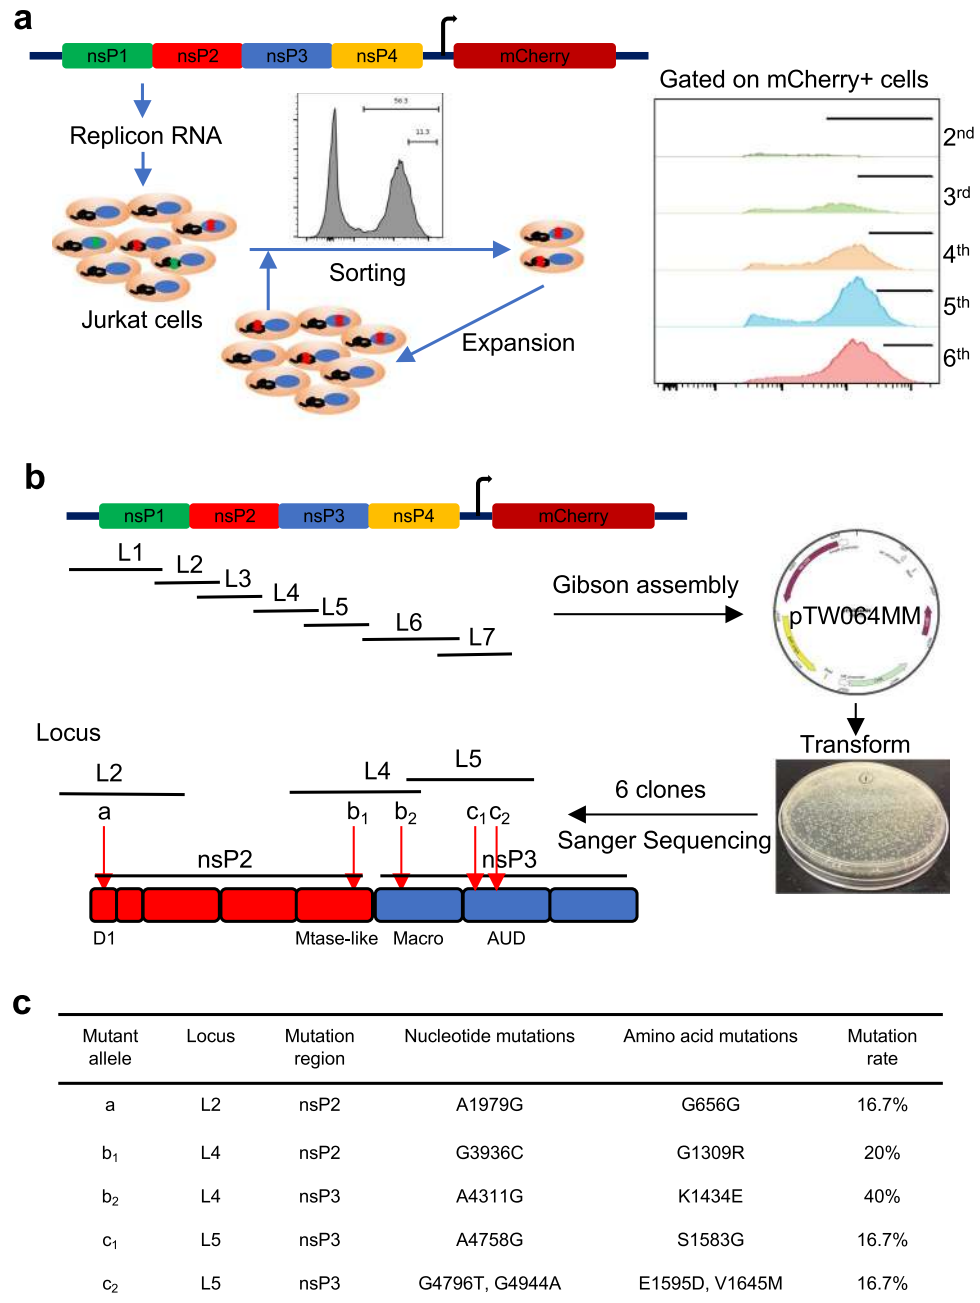 a
nsP1 nsP2 nsP3 nsP4 mCherry
Gated on mCherry+ cells
Replicon RNA
56.3
11.3
2nd
3rd
4th
5th
6th
Sorting
Jurkat cells
Expansion
b
nsP1 nsP2 nsP3 nsP4 mCherry
L1
L2
L3
L4
L5
L6
L7
Gibson assembly
pTW064MM
Transform
Locus
L2 L4 L5
a b1 b2 c1 c2
6 clones
Sanger Sequencing
nsP2 nsP3
D1 Mtase-like Macro AUD
c
Mutant allele Locus Mutation region Nucleotide mutations Amino acid mutations Mutation rate
a L2 nsP2 A1979G G656G 16.7%
b1 L4 nsP2 G3936C G1309R 20%
b2 L4 nsP3 A4311G K1434E 40%
c1 L5 nsP3 A4758G S1583G 16.7%
c2 L5 nsP3 G4796T, G4944A E1595D, V1645M 16.7%